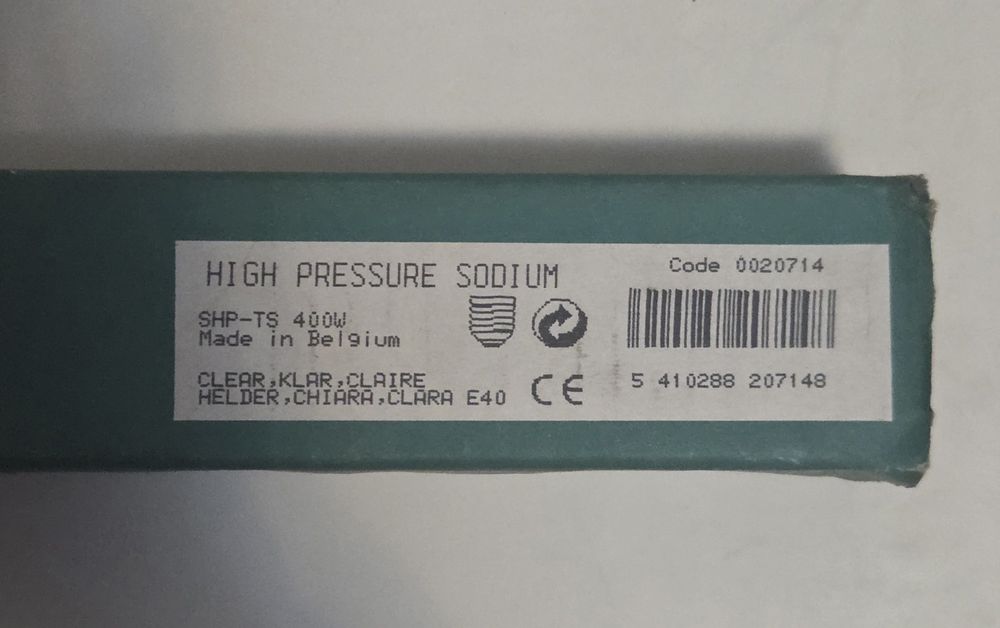 HIGH PRESSURE SODIUM
SHP-TS 400W
Made in Belgium
CLEAR,KLAR,CLAIRE
HELDER,CHIARA,CLARA E40
CE
Code 0020714
5 410288 207148